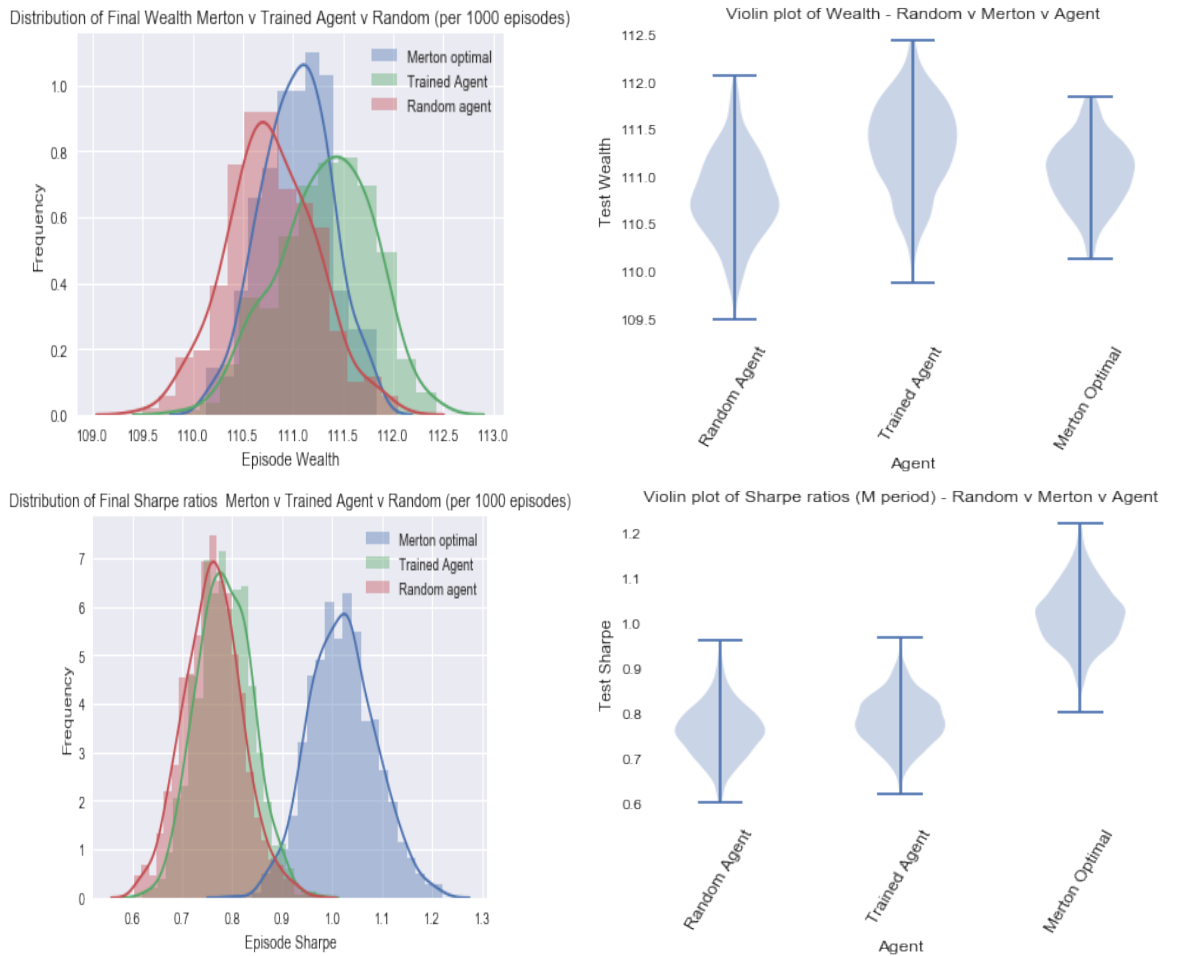 Distribution of Final Wealth Merton v Trained Agent v Random (per 1000 episodes)
Merton optimal
Trained Agent
Random agent
1.0
0.8
0.6
0.4
0.2
0.0
Frequency
109.0 109.5 110.0 110.5 111.0 111.5 112.0 112.5 113.0
Episode Wealth
Violin plot of Wealth - Random v Merton v Agent
112.5
112.0
111.5
111.0
110.5
110.0
109.5
Test Wealth
Random Agent
Trained Agent
Merton Optimal
Agent
Distribution of Final Sharpe ratios Merton v Trained Agent v Random (per 1000 episodes)
Merton optimal
Trained Agent
Random agent
7
6
5
4
3
2
1
0
Frequency
0.6 0.7 0.8 0.9 1.0 1.1 1.2 1.3
Episode Sharpe
Violin plot of Sharpe ratios (M period) - Random v Merton v Agent
1.2
1.1
1.0
0.9
0.8
0.7
0.6
Test Sharpe
Random Agent
Trained Agent
Merton Optimal
Agent